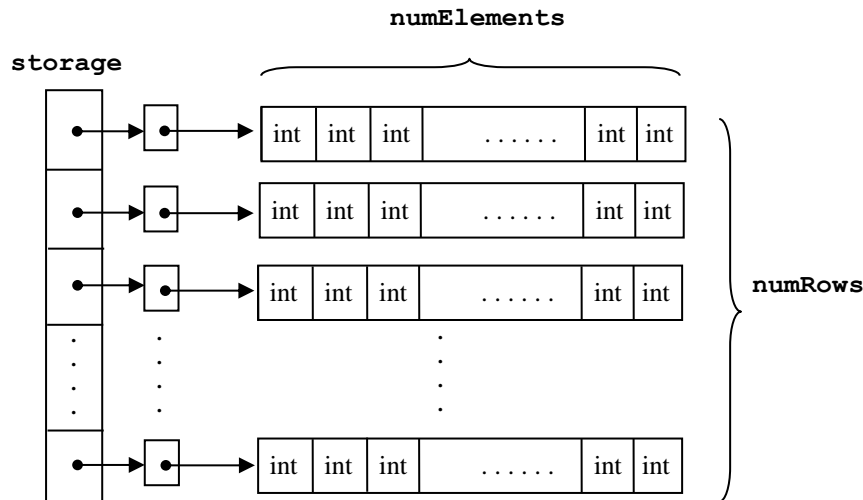 numElements
storage
int int int . . . . . . int int
int int int . . . . . . int int
int int int . . . . . . int int
numRows
int int int . . . . . . int int